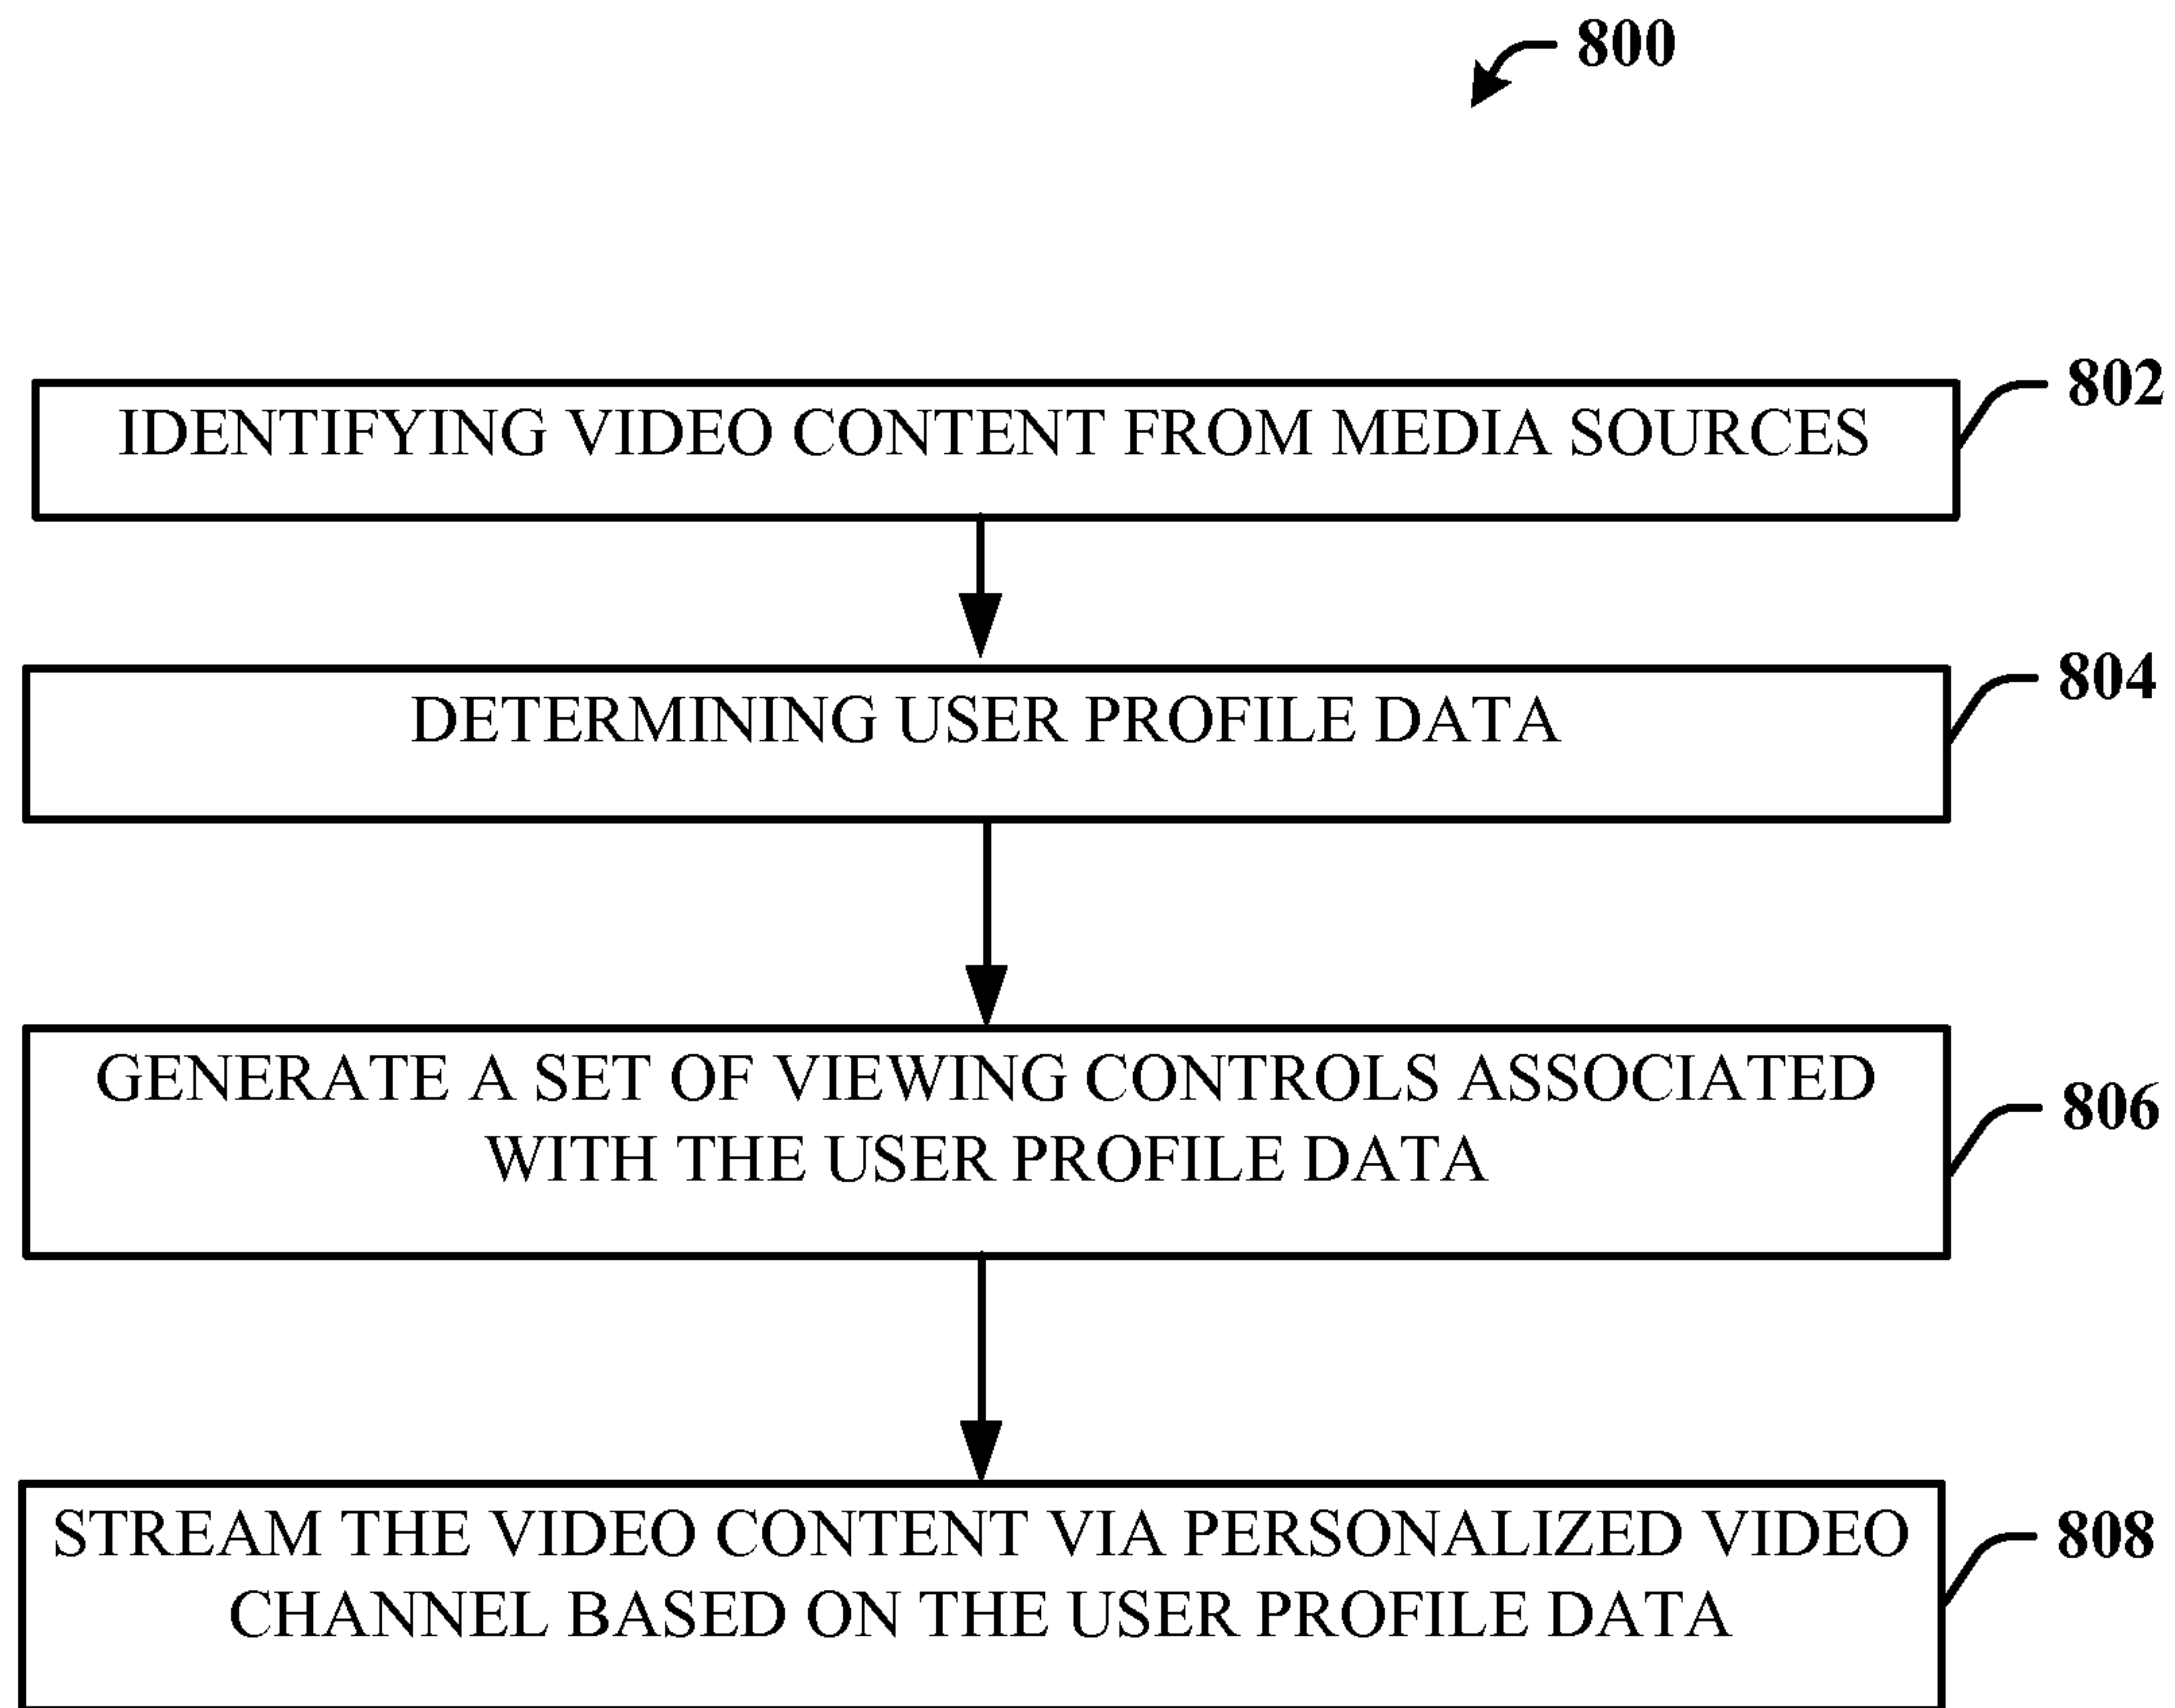 800
IDENTIFYING VIDEO CONTENT FROM MEDIA SOURCES
802
DETERMINING USER PROFILE DATA
804
GENERATE A SET OF VIEWING CONTROLS ASSOCIATED
WITH THE USER PROFILE DATA
806
STREAM THE VIDEO CONTENT VIA PERSONALIZED VIDEO
CHANNEL BASED ON THE USER PROFILE DATA
808